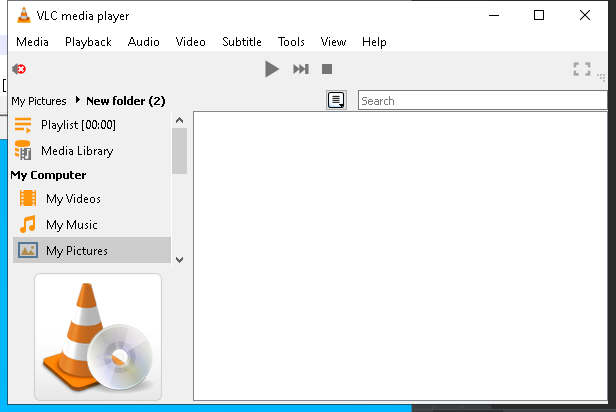 VLC media player
Media Playback Audio Video Subtitle Tools View Help
My Pictures New folder (2)
Search
Playlist [00:00]
Media Library
My Computer
My Videos
My Music
My Pictures